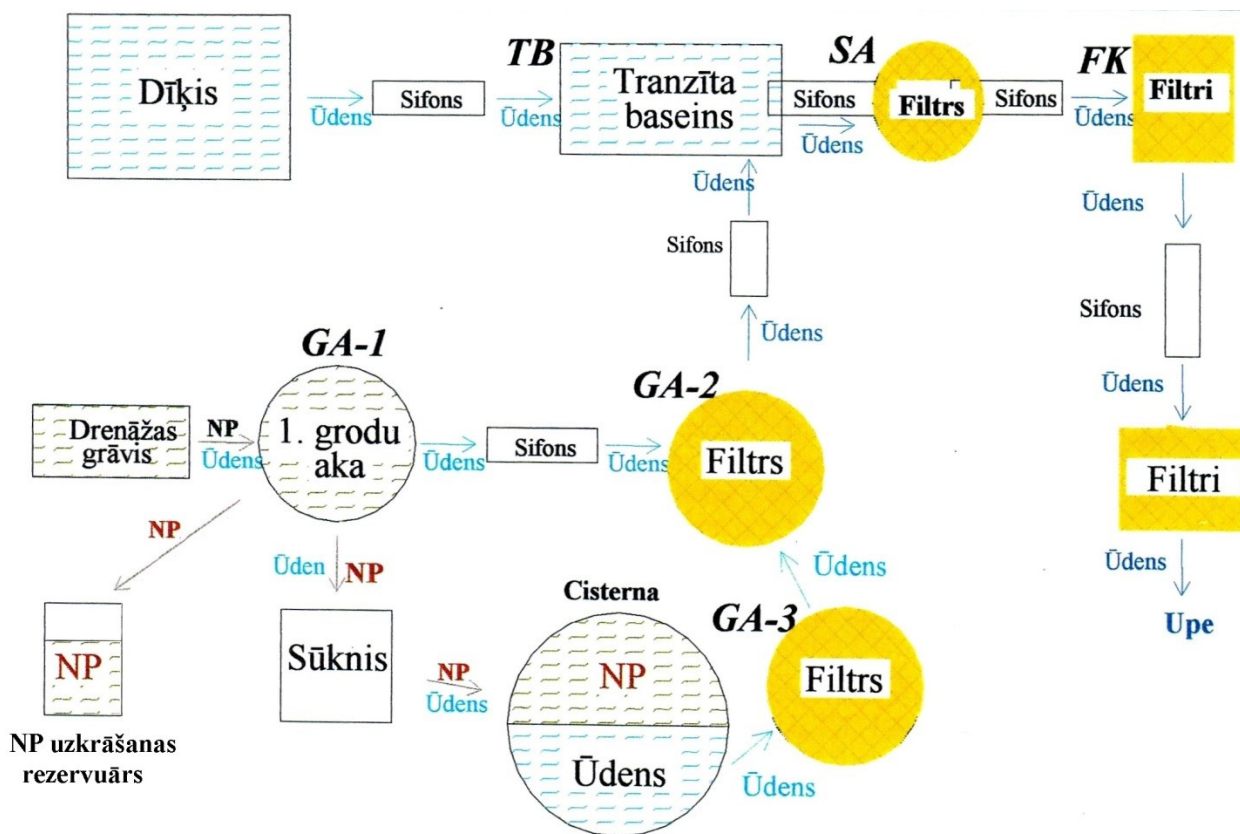 TB
SA
FK
Dīķis
Sifons
Tranzīta
baseins
Sifons
Filtrs
Sifons
Filtri
Ūdens
Ūdens
Ūdens
Ūdens
Ūdens
Ūdens
Sifons
Sifons
Ūdens
Ūdens
GA-1
GA-2
Drenāžas
grāvis
NP
Ūdens
1. grodu
aka
Ūdens
Sifons
Ūdens
Filtrs
Filtri
NP
Ūden
NP
Ūdens
Ūdens
Cisterna
GA-3
Upe
NP
Sūknis
NP
Ūdens
NP
Filtrs
NP uzkrāšanas
rezervuārs
Ūdens
Ūdens